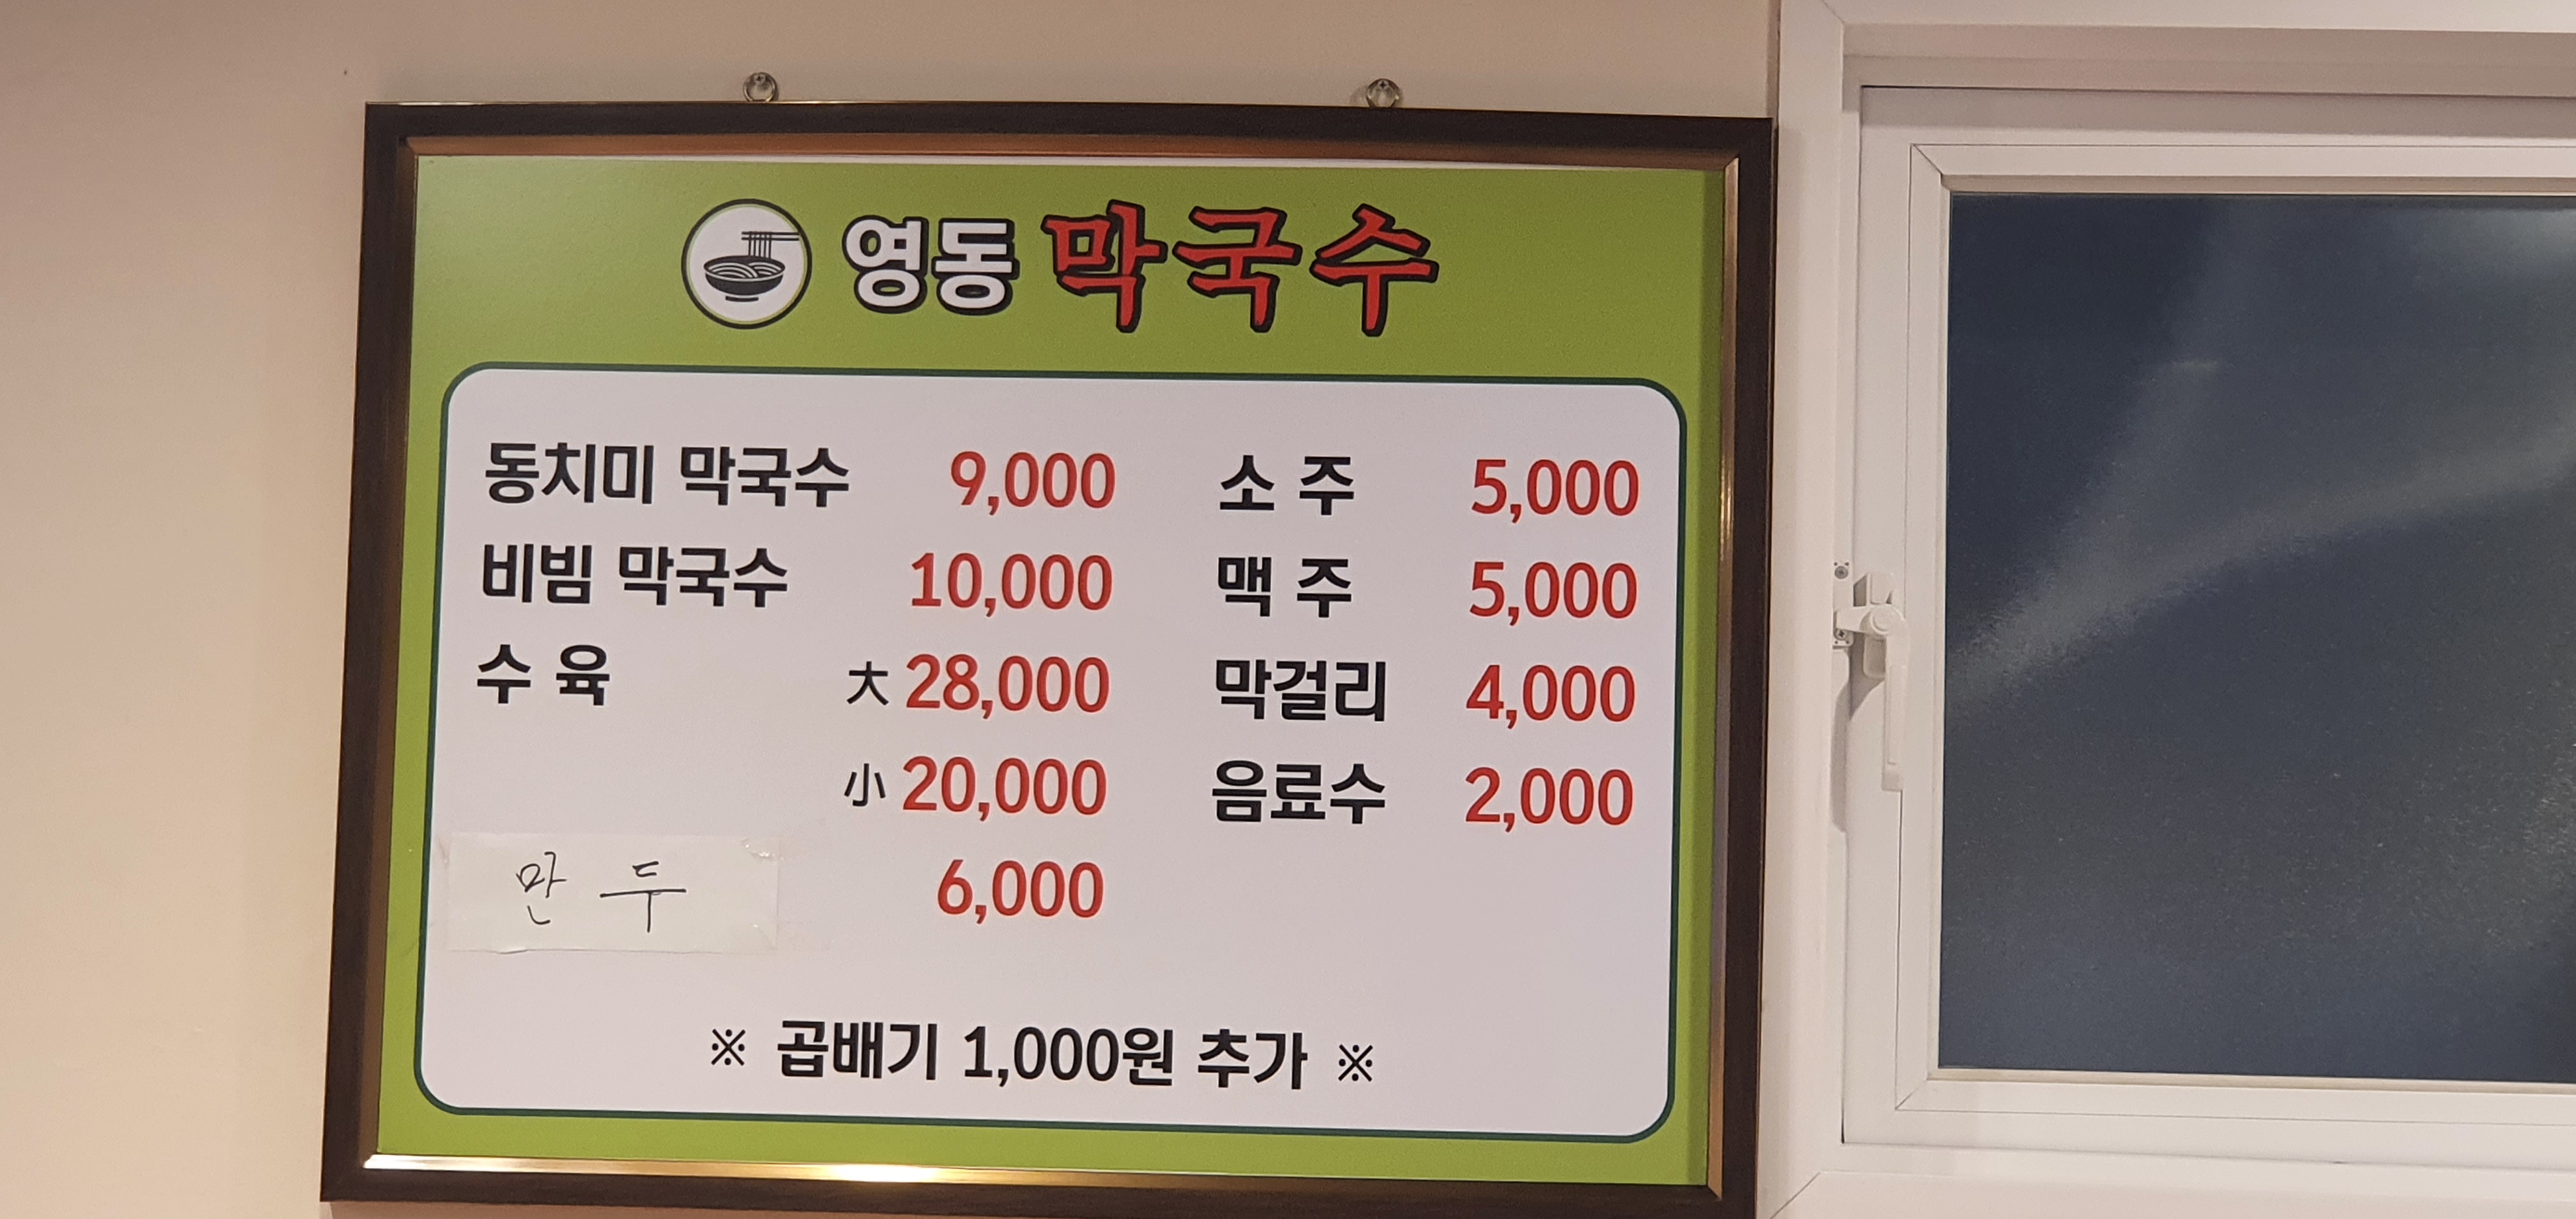 영동 막국수
동치미 막국수 9,000
비빔 막국수 10,000
수 육 大 28,000
小 20,000
만 두 6,000
소 주 5,000
맥 주 5,000
막걸리 4,000
음료수 2,000
※ 곱배기 1,000원 추가 ※